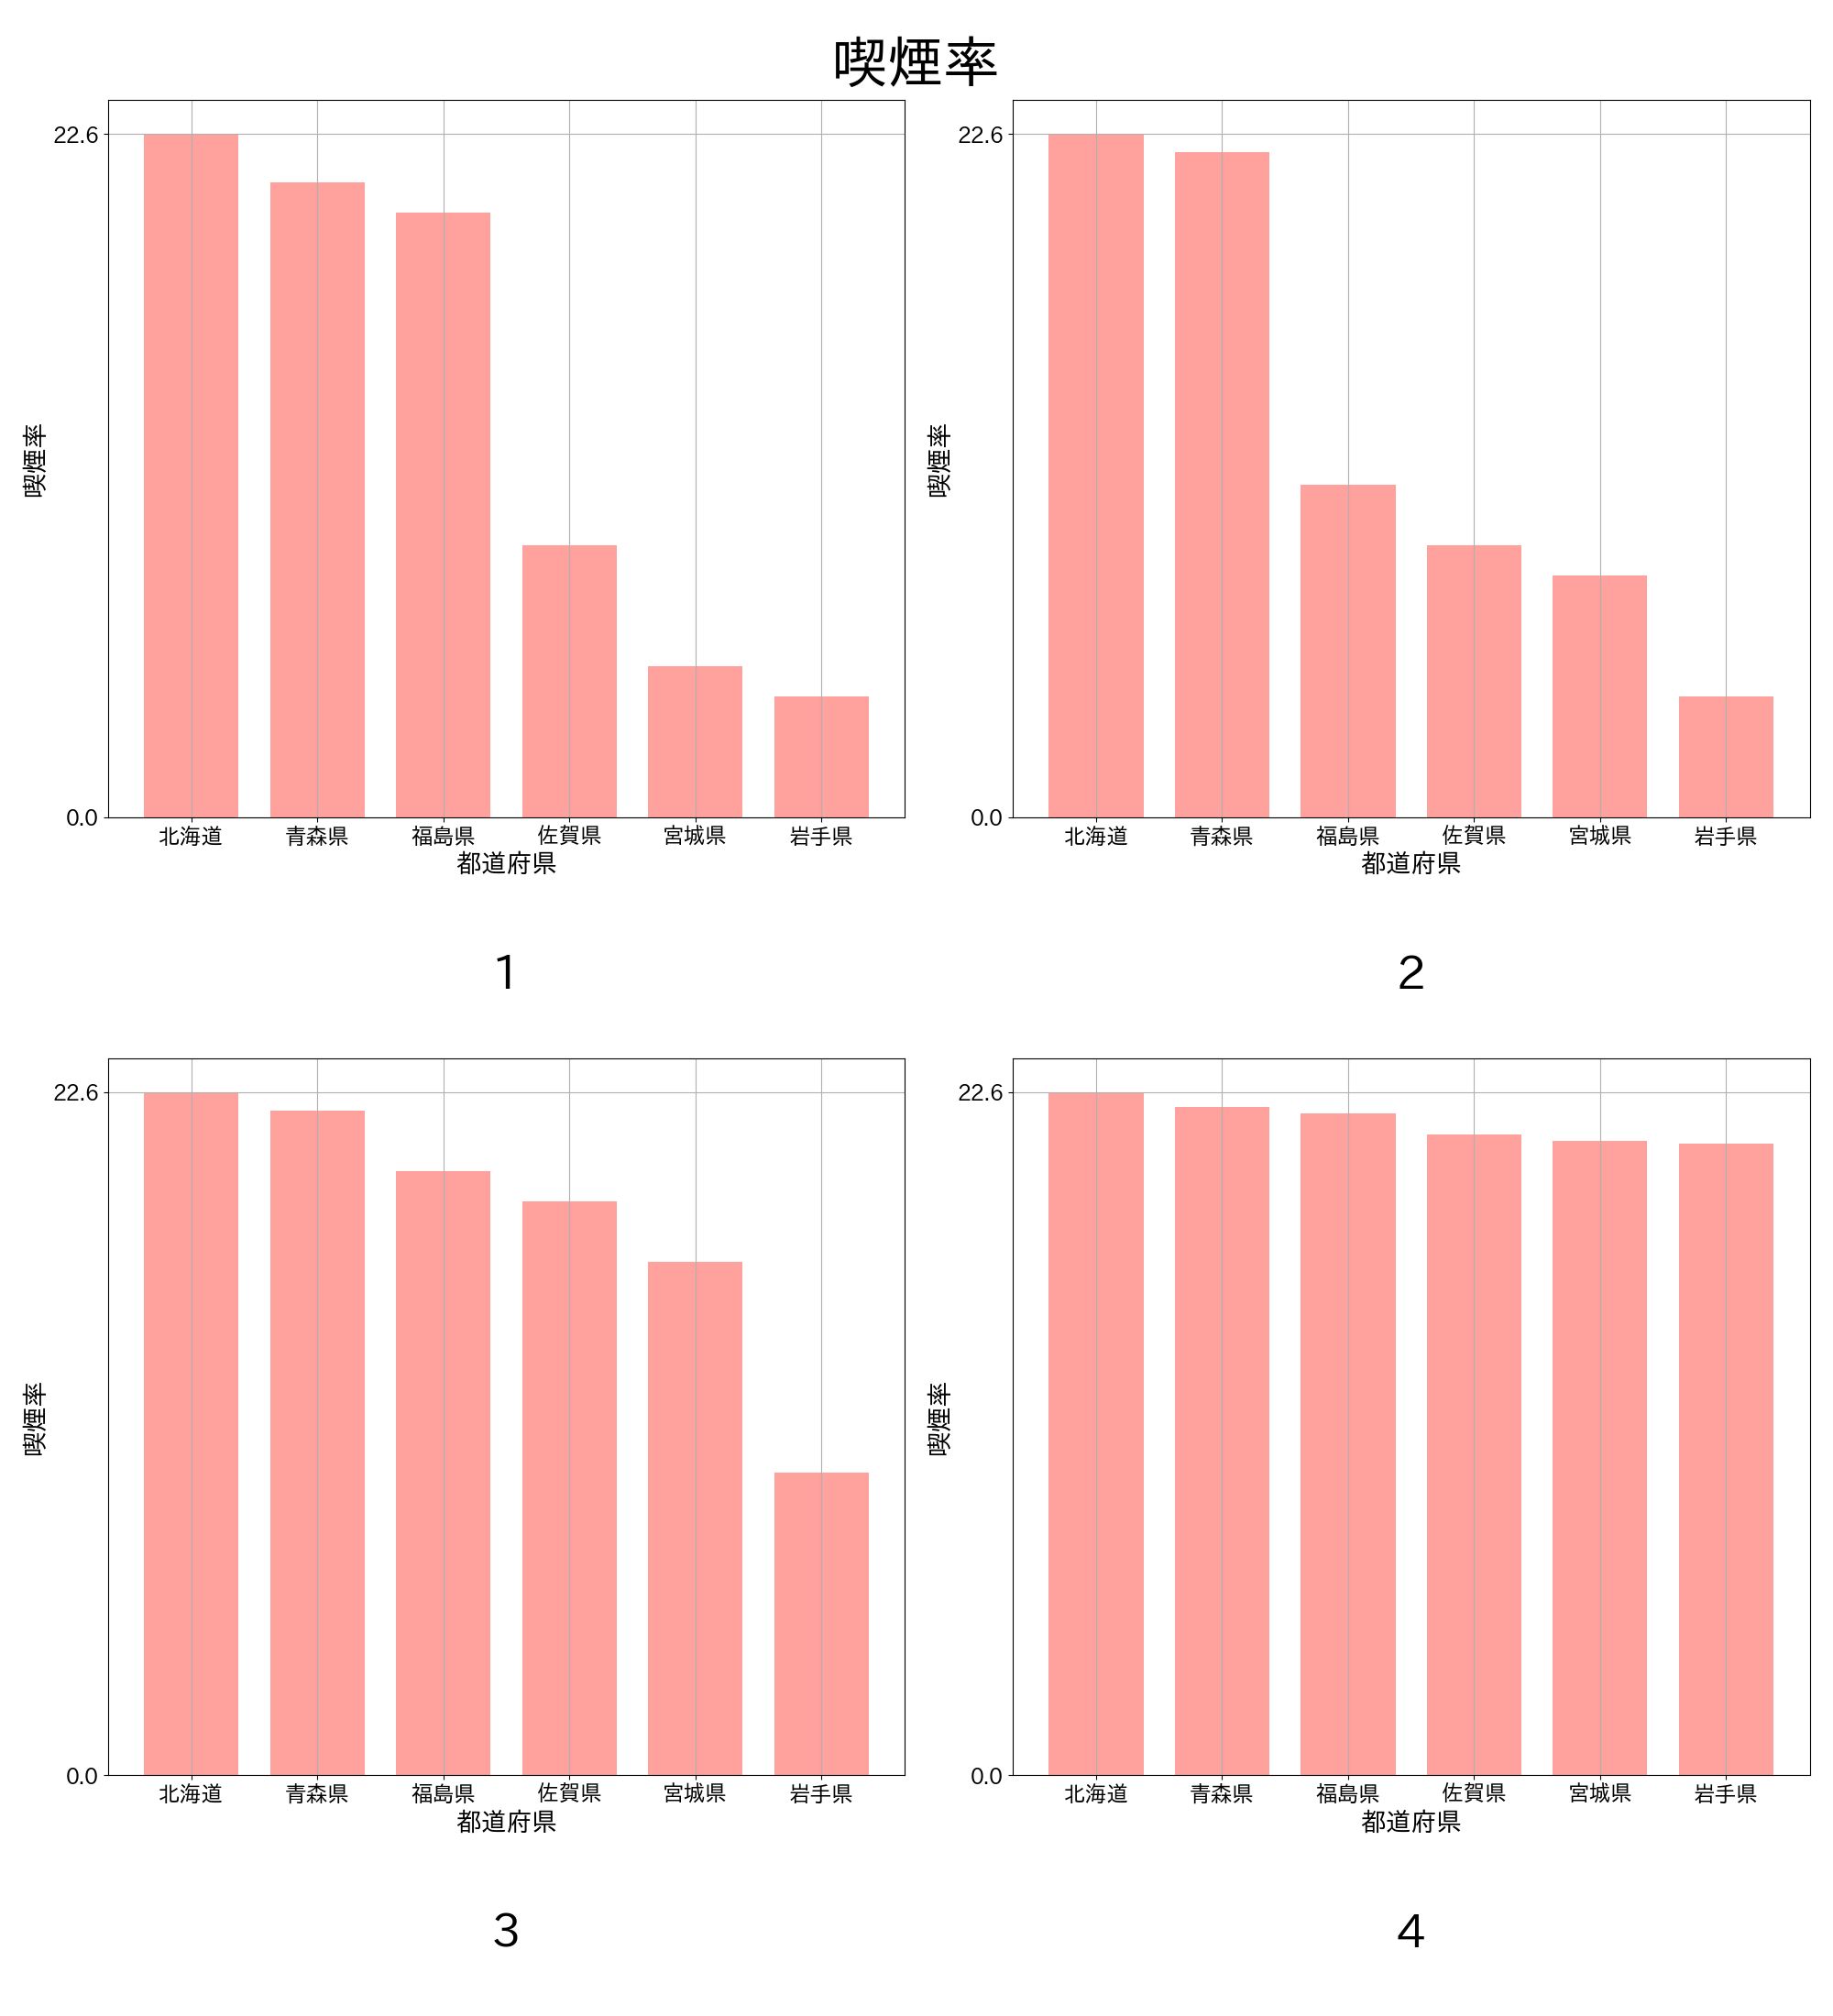 喫煙率
22.6
0.0
喫煙率
北海道 青森県 福島県 佐賀県 宮城県 岩手県
都道府県
1
22.6
0.0
喫煙率
北海道 青森県 福島県 佐賀県 宮城県 岩手県
都道府県
2
22.6
0.0
喫煙率
北海道 青森県 福島県 佐賀県 宮城県 岩手県
都道府県
3
22.6
0.0
喫煙率
北海道 青森県 福島県 佐賀県 宮城県 岩手県
都道府県
4